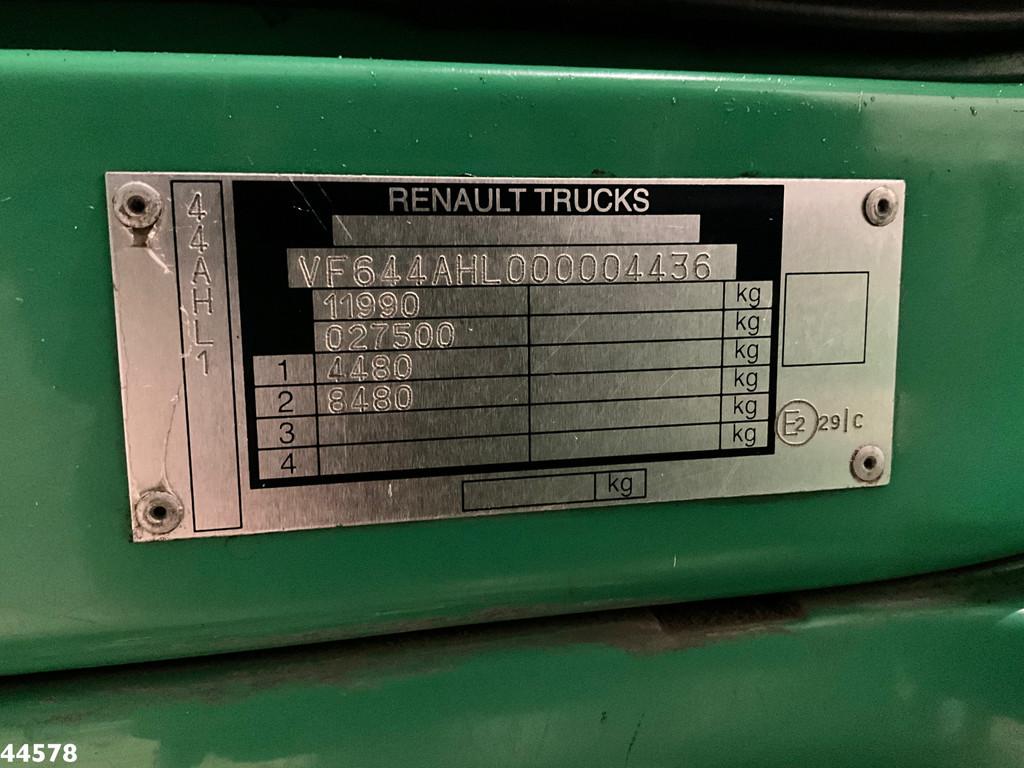 RENAULT TRUCKS
44AHL1
VF644AHL000004436
11990 kg
027500 kg
1 4480 kg
2 8480 kg
3 kg
4 kg
kg
E2 29|C
44578